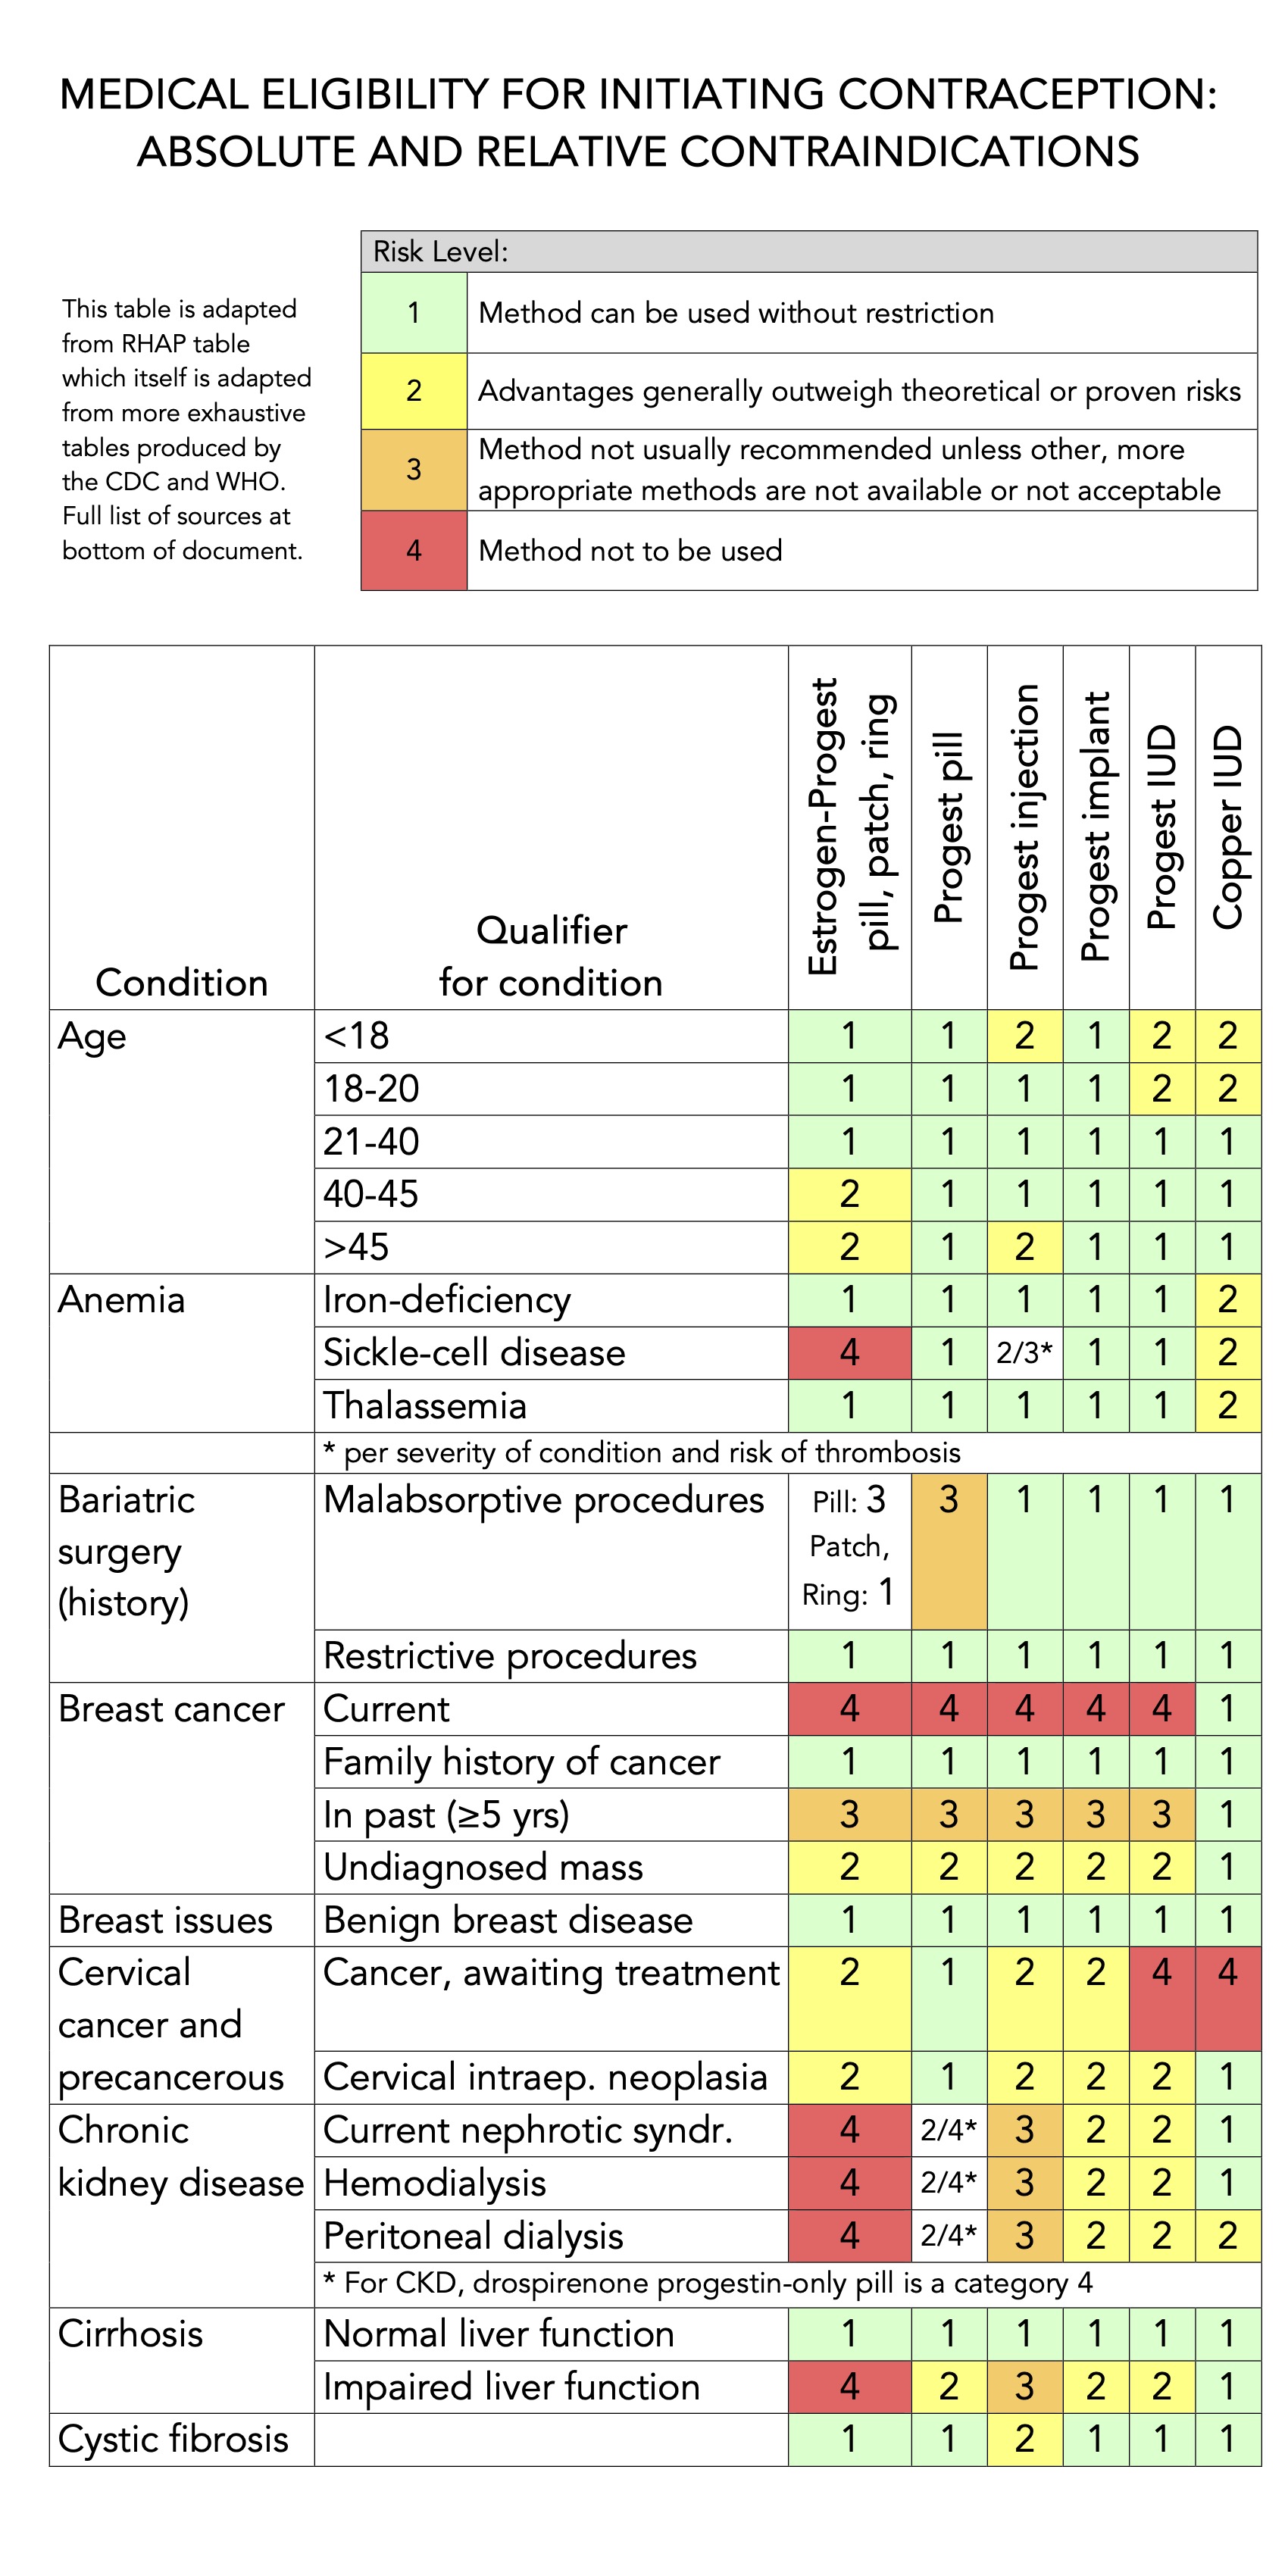 MEDICAL ELIGIBILITY FOR INITIATING CONTRACEPTION:
ABSOLUTE AND RELATIVE CONTRAINDICATIONS
This table is adapted
from RHAP table
which itself is adapted
from more exhaustive
tables produced by
the CDC and WHO.
Full list of sources at
bottom of document.
Risk Level:
1 Method can be used without restriction
2 Advantages generally outweigh theoretical or proven risks
3 Method not usually recommended unless other, more
appropriate methods are not available or not acceptable
4 Method not to be used
Condition
Qualifier
for condition
Estrogen-Progest
pill, patch, ring
Progest pill
Progest injection
Progest implant
Progest IUD
Copper IUD
Age <18 1 1 2 1 2 2
18-20 1 1 1 1 2 2
21-40 1 1 1 1 1 1
40-45 2 1 1 1 1 1
>45 2 1 2 1 1 1
Anemia Iron-deficiency 1 1 1 1 1 2
Sickle-cell disease 4 1 2/3* 1 1 2
Thalassemia 1 1 1 1 1 2
* per severity of condition and risk of thrombosis
Bariatric
surgery
(history)
Malabsorptive procedures
Pill: 3
Patch,
Ring: 1
3 1 1 1 1
Restrictive procedures 1 1 1 1 1 1
Breast cancer Current 4 4 4 4 4 1
Family history of cancer 1 1 1 1 1 1
In past (≥5 yrs) 3 3 3 3 3 1
Undiagnosed mass 2 2 2 2 2 1
Breast issues Benign breast disease 1 1 1 1 1 1
Cervical
cancer and
precancerous
Cancer, awaiting treatment 2 1 2 2 4 4
Cervical intraep. neoplasia 2 1 2 2 2 1
Chronic
kidney disease
Current nephrotic syndr. 4 2/4* 3 2 2 1
Hemodialysis 4 2/4* 3 2 2 1
Peritoneal dialysis 4 2/4* 3 2 2 2
* For CKD, drospirenone progestin-only pill is a category 4
Cirrhosis Normal liver function 1 1 1 1 1 1
Impaired liver function 4 2 3 2 2 1
Cystic fibrosis 1 1 2 1 1 1